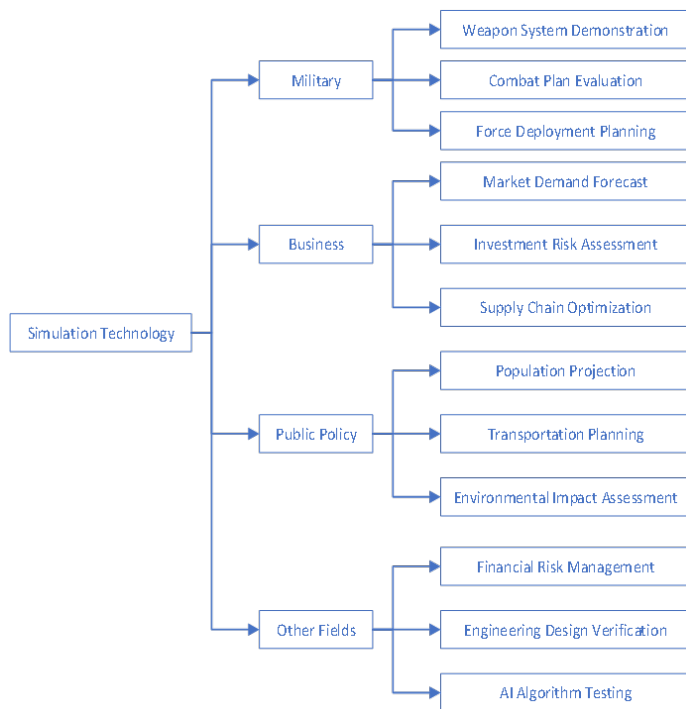 Simulation Technology
Military
Weapon System Demonstration
Combat Plan Evaluation
Force Deployment Planning
Business
Market Demand Forecast
Investment Risk Assessment
Supply Chain Optimization
Public Policy
Population Projection
Transportation Planning
Environmental Impact Assessment
Other Fields
Financial Risk Management
Engineering Design Verification
AI Algorithm Testing